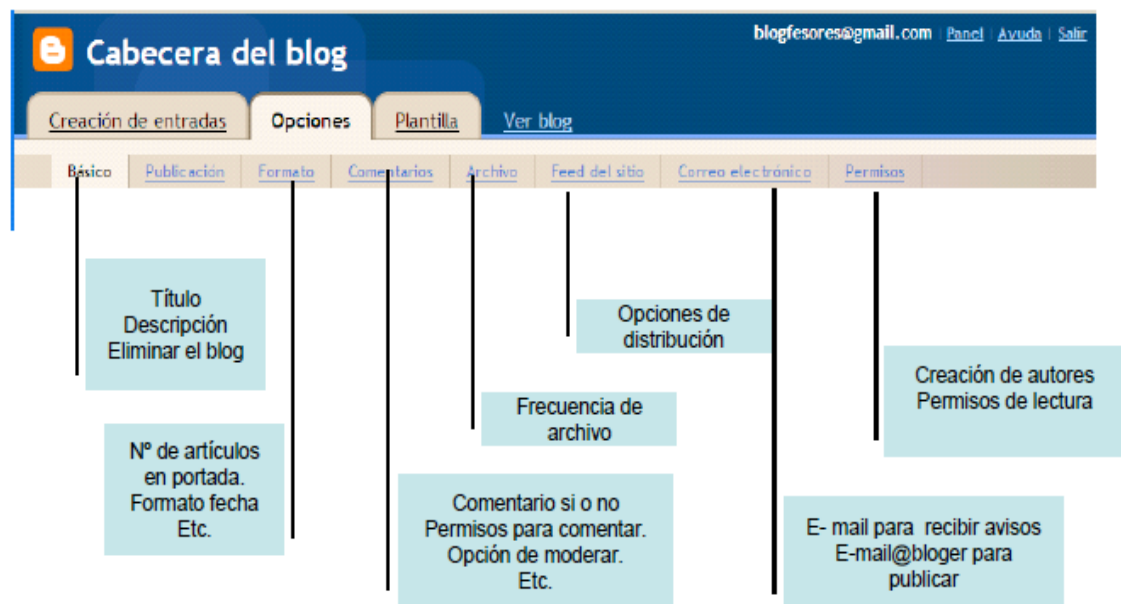 Cabecera del blog
blogfesores@gmail.com | Panel | Ayuda | Salir
Creación de entradas Opciones Plantilla Ver blog
Básico Publicación Formato Comentarios Archivo Feed del sitio Correo electrónico Permisos
Título
Descripción
Eliminar el blog
Opciones de
distribución
Creación de autores
Permisos de lectura
Frecuencia de
archivo
Nº de artículos
en portada.
Formato fecha
Etc.
Comentario si o no
Permisos para comentar.
Opción de moderar.
Etc.
E- mail para recibir avisos
E-mail@bloger para
publicar